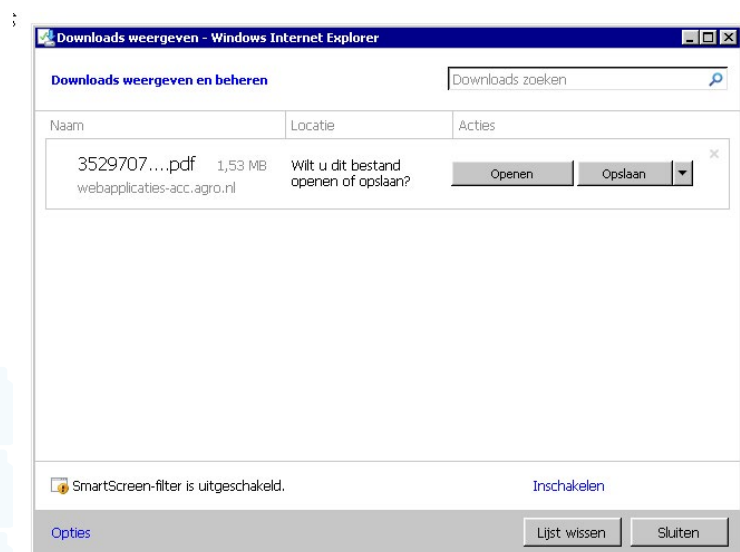 Downloads weergeven - Windows Internet Explorer
Downloads weergeven en beheren
Downloads zoeken
Naam Locatie Acties
3529707....pdf 1,53 MB
webapplicaties-acc.agro.nl
Wilt u dit bestand
openen of opslaan?
Openen Opslaan
SmartScreen-filter is uitgeschakeld. Inschakelen
Opties Lijst wissen Sluiten